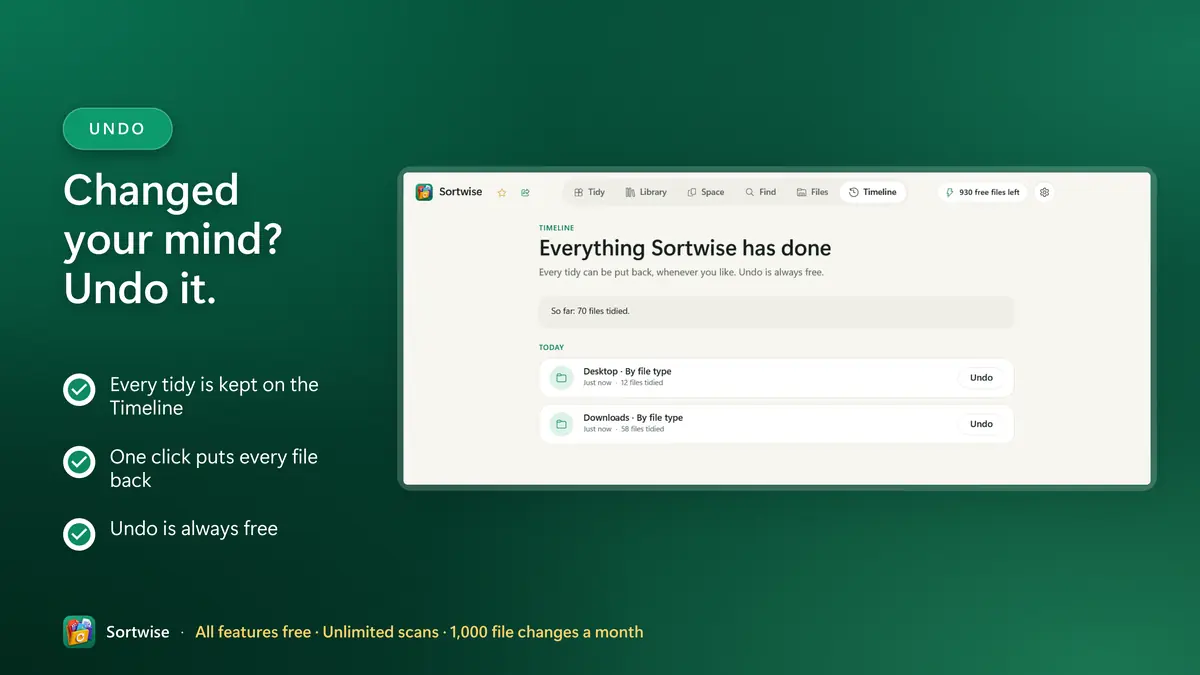 UNDO
Changed
your mind?
Undo it.
Every tidy is kept on the
Timeline
One click puts every file
back
Undo is always free
Sortwise
Tidy
Library
Space
Find
Files
Timeline
930 free files left
TIMELINE
Everything Sortwise has done
Every tidy can be put back, whenever you like. Undo is always free.
So far: 70 files tidied.
TODAY
Desktop · By file type
Just now · 12 files tidied
Undo
Downloads · By file type
Just now · 58 files tidied
Undo
Sortwise · All features free · Unlimited scans · 1,000 file changes a month